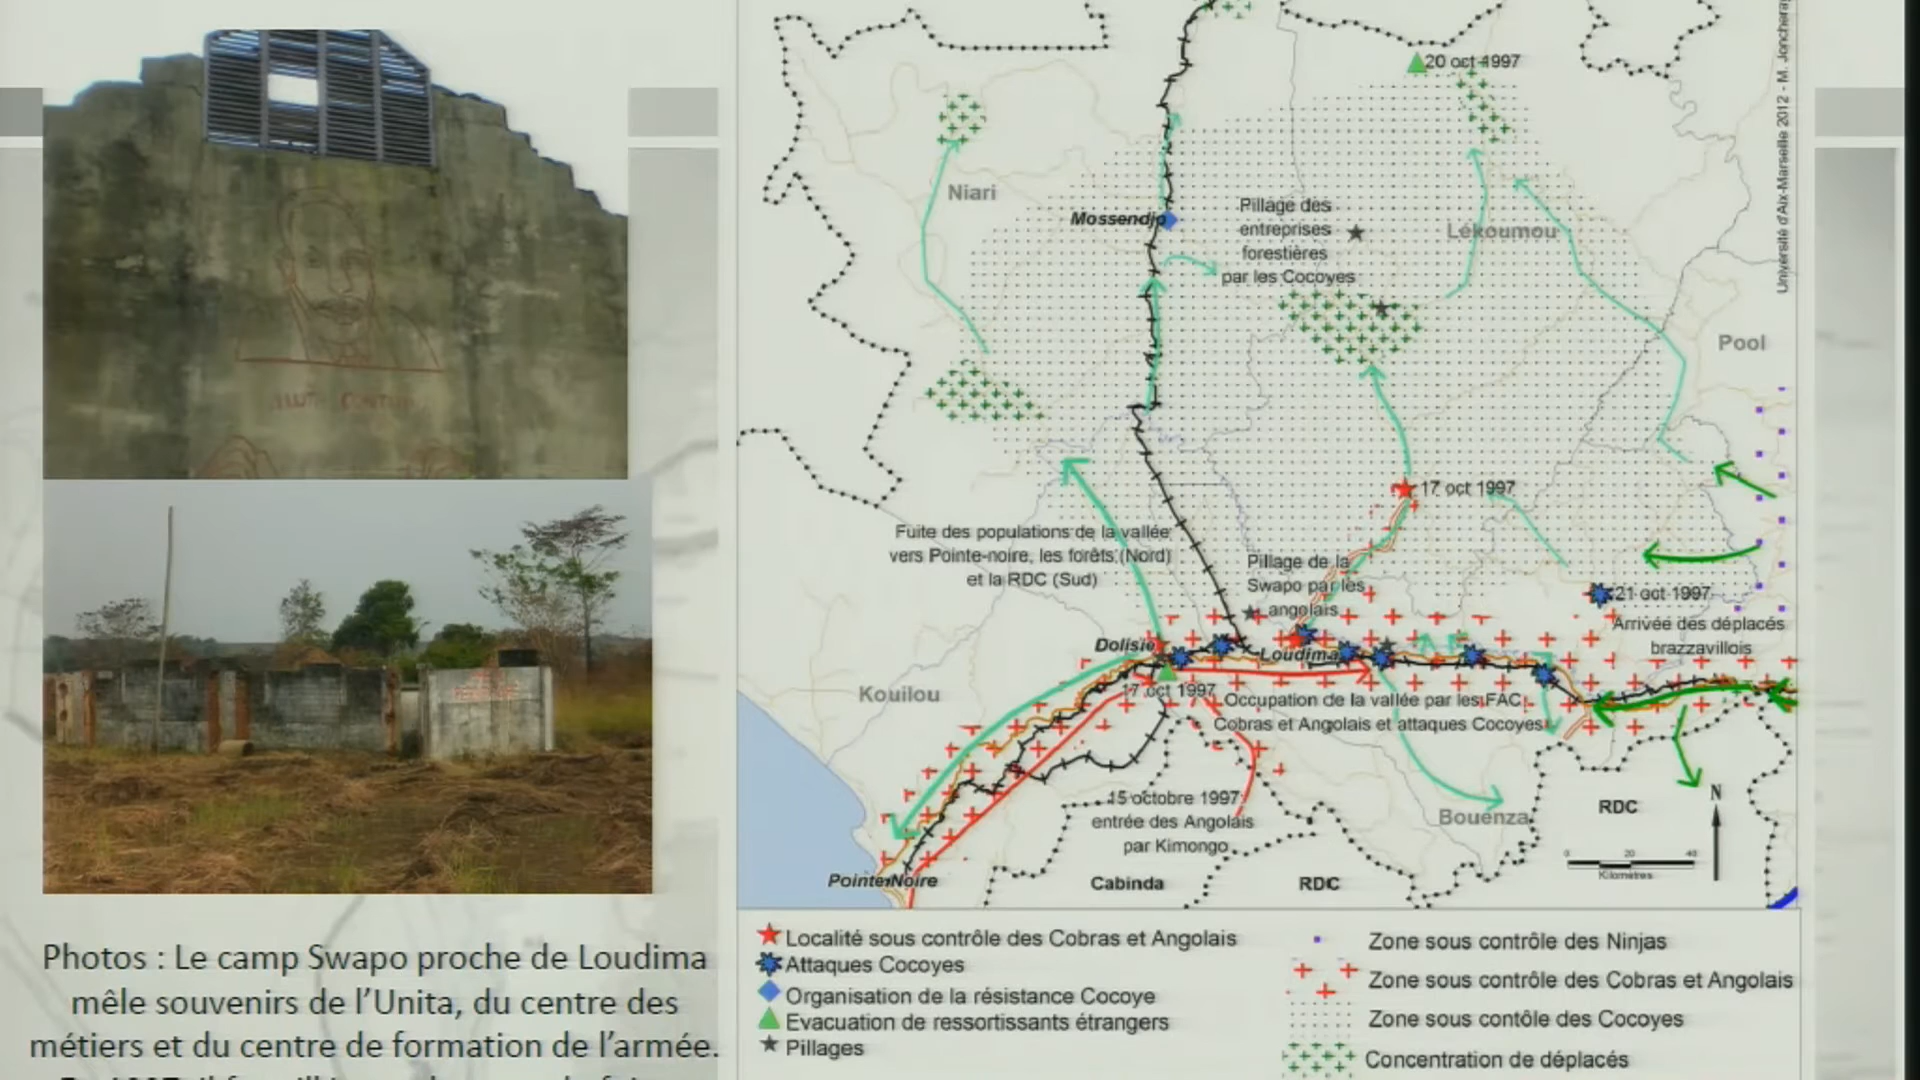 Photos : Le camp Swapo proche de Loudima
mêle souvenirs de l'Unita, du centre des
métiers et du centre de formation de l'armée.
20 oct 1997
Niari
Mossendjo
Pillage des
entreprises
forestières
par les Cocoyes
Lékoumou
Pool
17 oct 1997
Fuite des populations de la vallée
vers Pointe-noire, les forêts (Nord)
et la RDC (Sud)
Pillage de la
Swapo par les
angolais
21 oct 1997
Arrivée des déplacés
brazzavillois
Dolisie
Loudima
Kouilou
17 oct 1997
Occupation de la vallée par les FAC,
Cobras et Angolais et attaques Cocoyes
15 octobre 1997:
entrée des Angolais
par Kimongo
Bouenza
RDC
N
0 20 40
Kilomètres
Pointe-Noire
Cabinda
RDC
Université d'Aix-Marseille 2012 - M.
Localité sous contrôle des Cobras et Angolais
Attaques Cocoyes
Organisation de la résistance Cocoye
Evacuation de ressortissants étrangers
Pillages
Zone sous contrôle des Ninjas
Zone sous contrôle des Cobras et Angolais
Zone sous contôle des Cocoyes
Concentration de déplacés